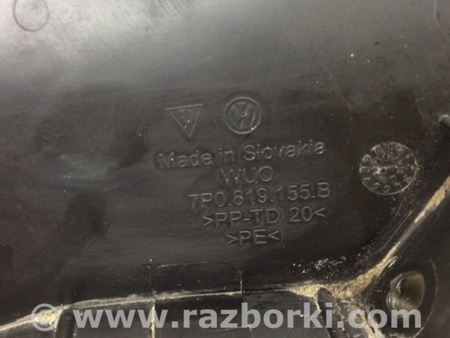 Made in Slovakia
WUO
7P0.819.155.B
>PP-TD 20<
>PE<
www.razborki.com